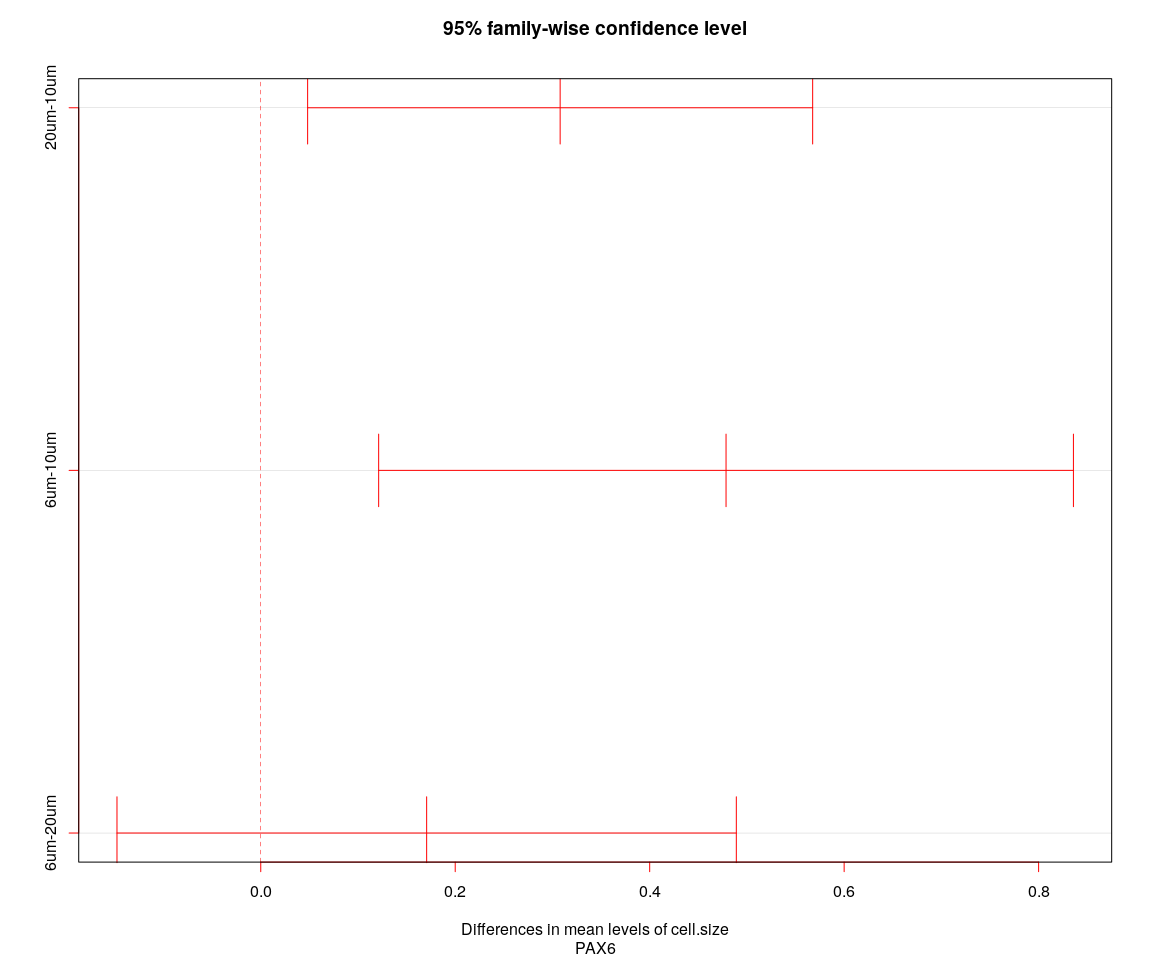 95% family-wise confidence level
20um-10um
6um-10um
6um-20um
0.0 0.2 0.4 0.6 0.8
Differences in mean levels of cell.size
PAX6